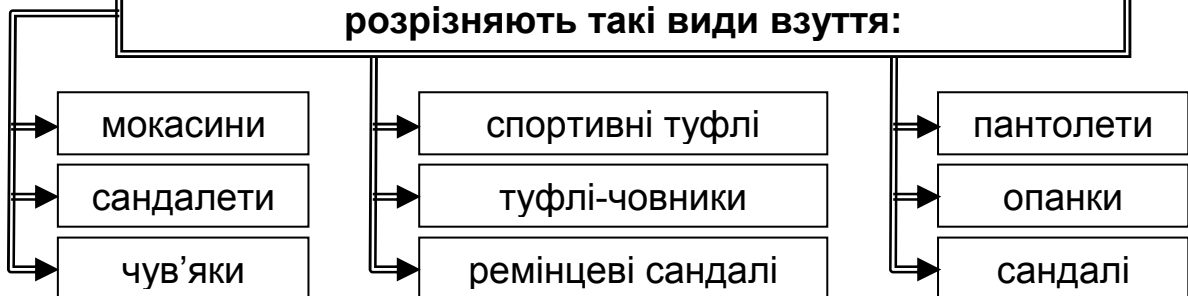 розрізняють такі види взуття:
мокасини
спортивні туфлі
пантолети
сандалети
туфлі-човники
опанки
чув’яки
ремінцеві сандалі
сандалі